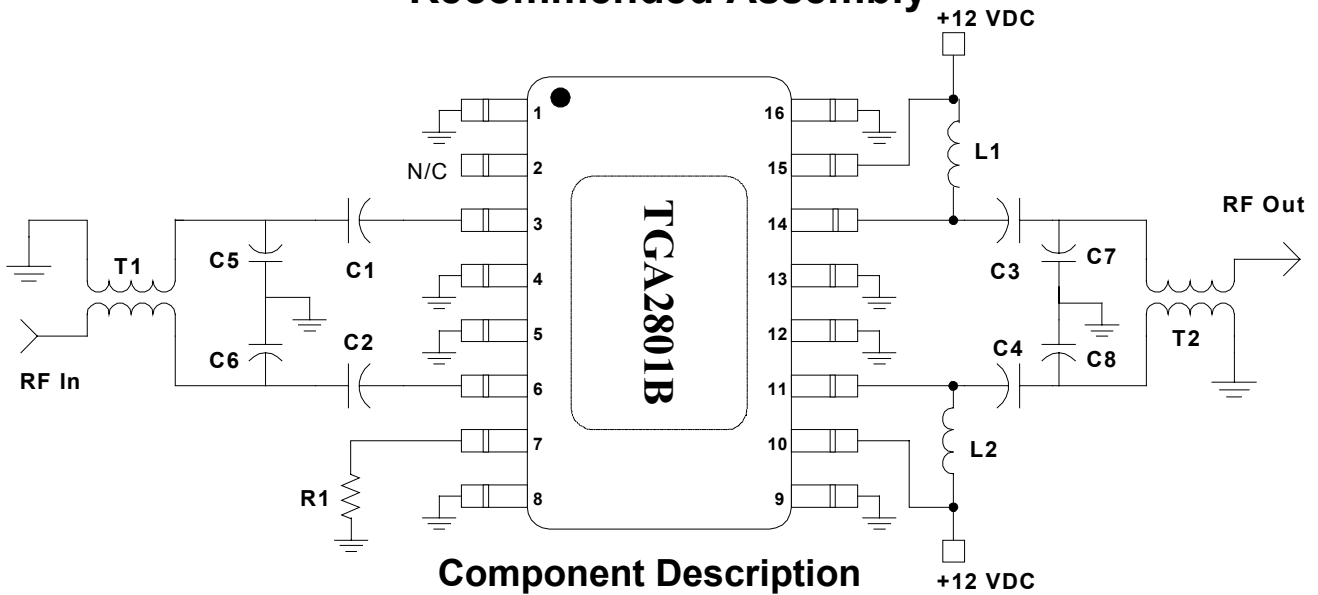 Recommended Assembly
+12 VDC
1
16
N/C
2
15
L1
3
14
RF Out
T1
C5
C1
C3
C7
4
13
TGA2801B
5
12
C6
C2
C4
C8
T2
RF In
6
11
7
10
L2
R1
8
9
Component Description
+12 VDC